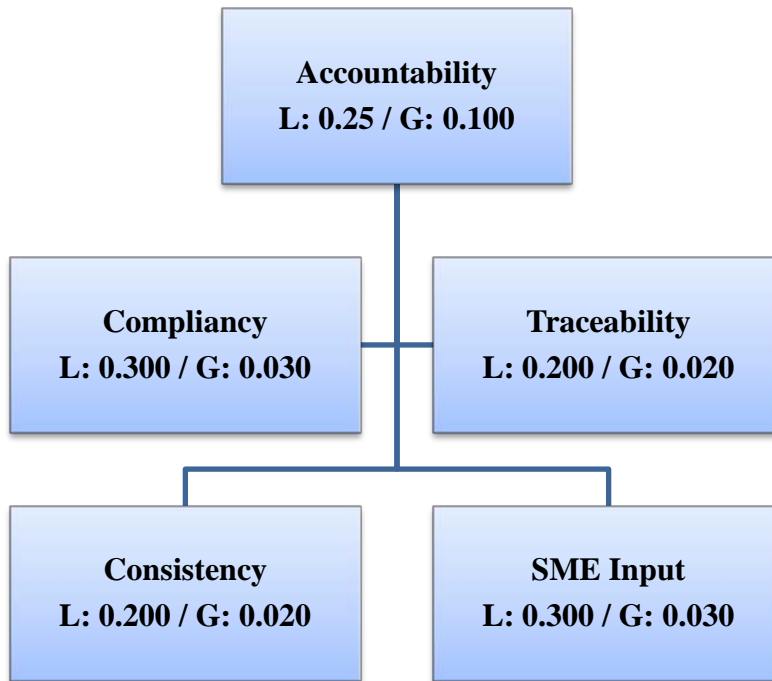 Accountability
L: 0.25 / G: 0.100
Compliancy
L: 0.300 / G: 0.030
Traceability
L: 0.200 / G: 0.020
Consistency
L: 0.200 / G: 0.020
SME Input
L: 0.300 / G: 0.030